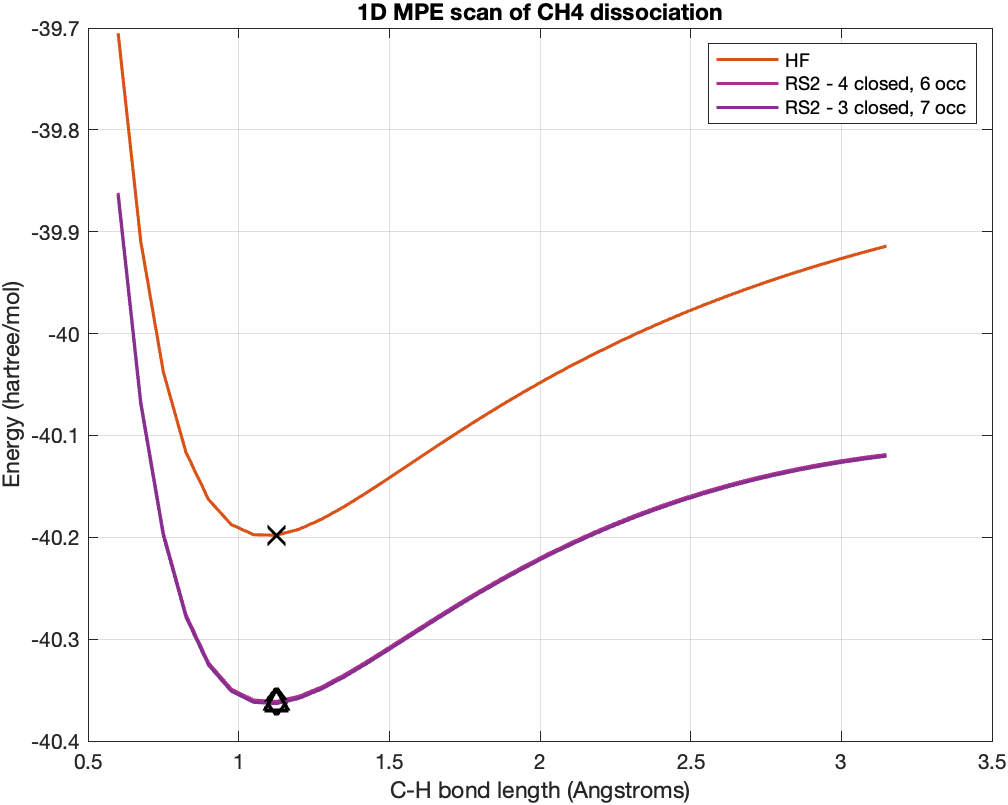 1D MPE scan of CH4 dissociation
HF
RS2 - 4 closed, 6 occ
RS2 - 3 closed, 7 occ
-39.7
-39.8
-39.9
-40
-40.1
-40.2
-40.3
-40.4
Energy (hartree/mol)
0.5 1 1.5 2 2.5 3 3.5
C-H bond length (Angstroms)